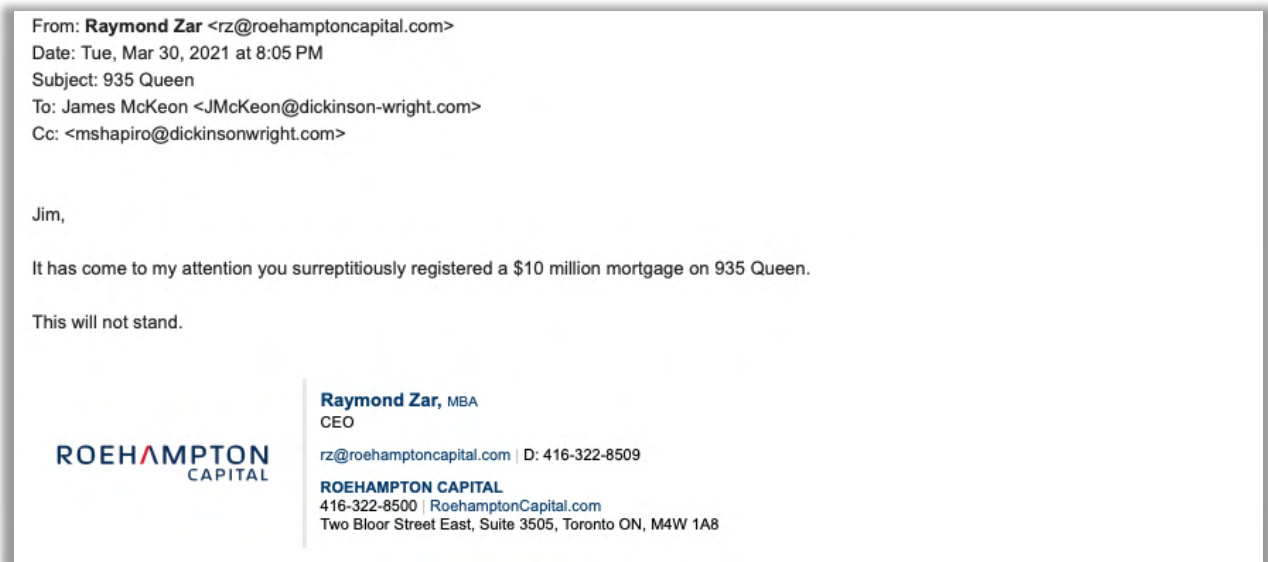 From: Raymond Zar <rz@roehamptoncapital.com>
Date: Tue, Mar 30, 2021 at 8:05 PM
Subject: 935 Queen
To: James McKeon <JMcKeon@dickinson-wright.com>
Cc: <mshapiro@dickinsonwright.com>
Jim,
It has come to my attention you surreptitiously registered a $10 million mortgage on 935 Queen.
This will not stand.
ROEHAMPTON
CAPITAL
Raymond Zar, MBA
CEO
rz@roehamptoncapital.com | D: 416-322-8509
ROEHAMPTON CAPITAL
416-322-8500 | RoehamptonCapital.com
Two Bloor Street East, Suite 3505, Toronto ON, M4W 1A8